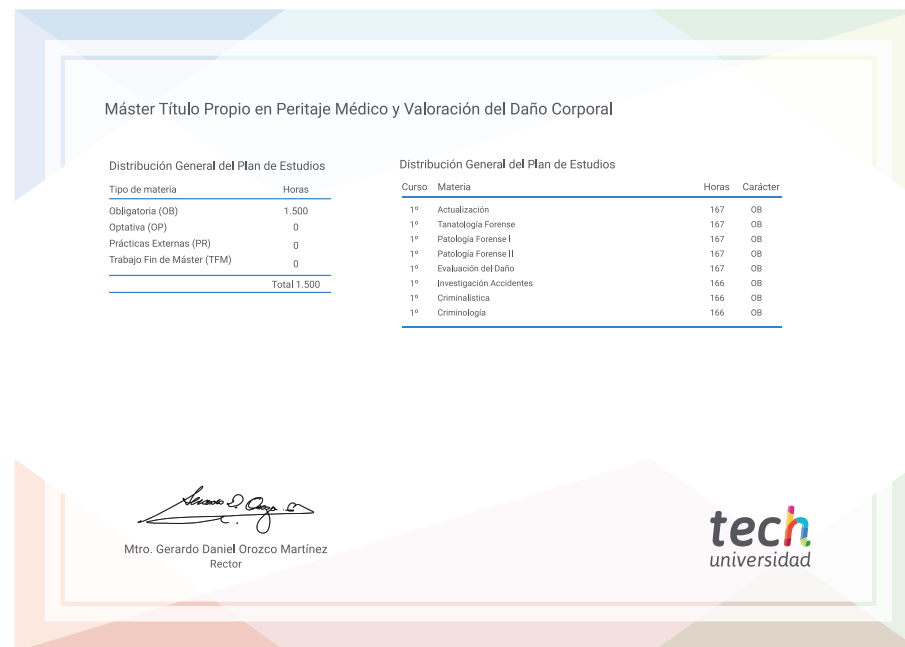 Máster Título Propio en Peritaje Médico y Valoración del Daño Corporal
Distribución General del Plan de Estudios
Tipo de materia Horas
Obligatoria (OB) 1.500
Optativa (OP) 0
Prácticas Externas (PR) 0
Trabajo Fin de Máster (TFM) 0
Total 1.500
Distribución General del Plan de Estudios
Curso Materia Horas Carácter
1º Actualización 167 OB
1º Tanatología Forense 167 OB
1º Patología Forense I 167 OB
1º Patología Forense II 167 OB
1º Evaluación del Daño 167 OB
1º Investigación Accidentes 166 OB
1º Criminalística 166 OB
1º Criminología 166 OB
Mtro. Gerardo Daniel Orozco Martínez
Rector
tech
universidad